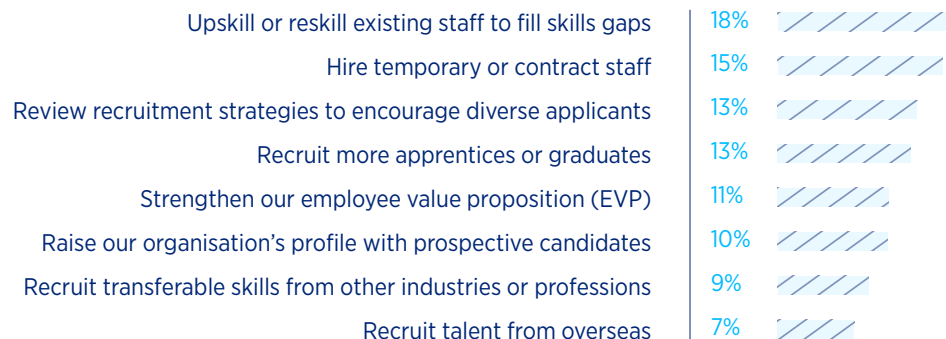 Upskill or reskill existing staff to fill skills gaps 18%
Hire temporary or contract staff 15%
Review recruitment strategies to encourage diverse applicants 13%
Recruit more apprentices or graduates 13%
Strengthen our employee value proposition (EVP) 11%
Raise our organisation’s profile with prospective candidates 10%
Recruit transferable skills from other industries or professions 9%
Recruit talent from overseas 7%